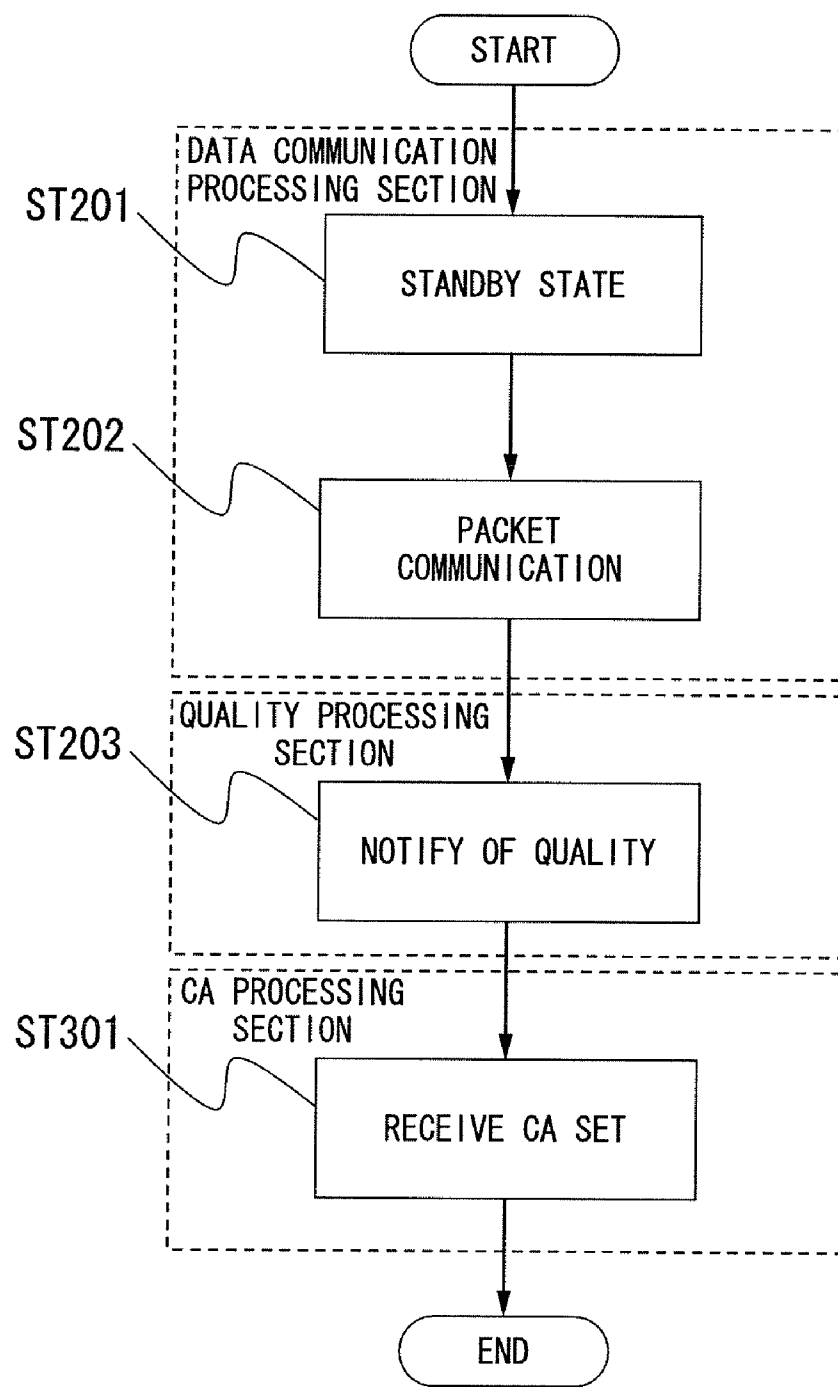 START
DATA COMMUNICATION
PROCESSING SECTION
ST201
STANDBY STATE
ST202
PACKET
COMMUNICATION
QUALITY PROCESSING
SECTION
ST203
NOTIFY OF QUALITY
CA PROCESSING
SECTION
ST301
RECEIVE CA SET
END